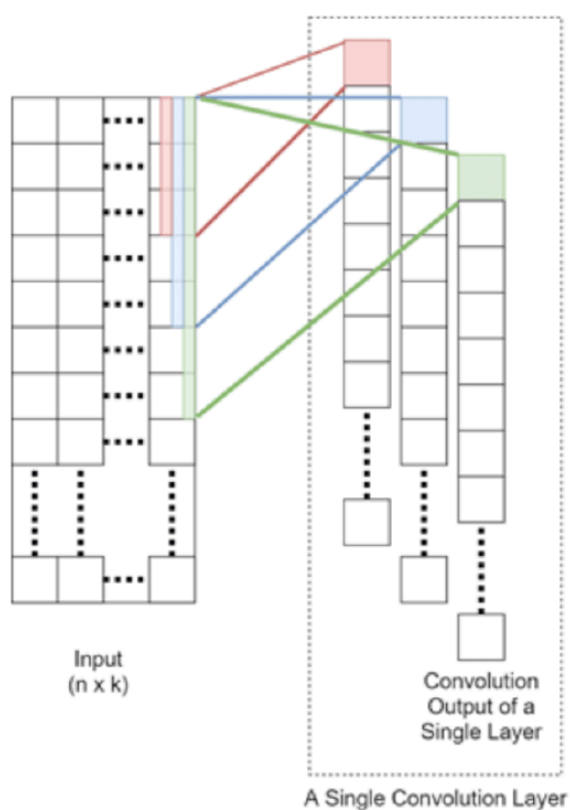 Input
(n x k)
Convolution
Output of a
Single Layer
A Single Convolution Layer